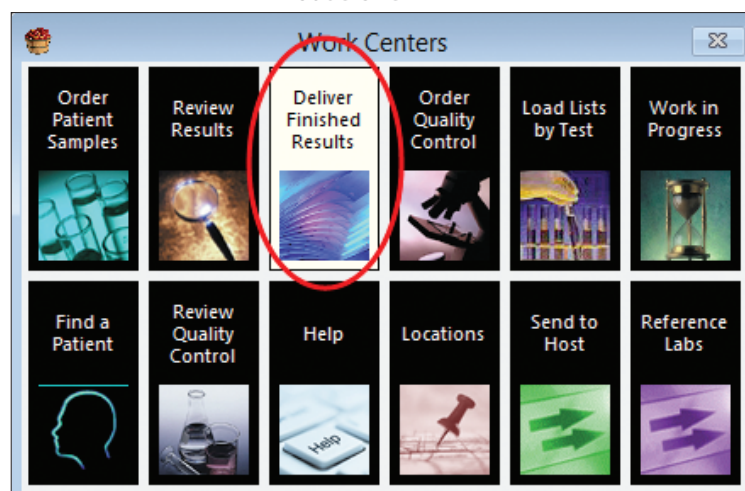 Work Centers
Order
Patient
Samples
Review
Results
Deliver
Finished
Results
Order
Quality
Control
Load Lists
by Test
Work in
Progress
Find a
Patient
Review
Quality
Control
Help
Help
Locations
Send to
Host
Reference
Labs